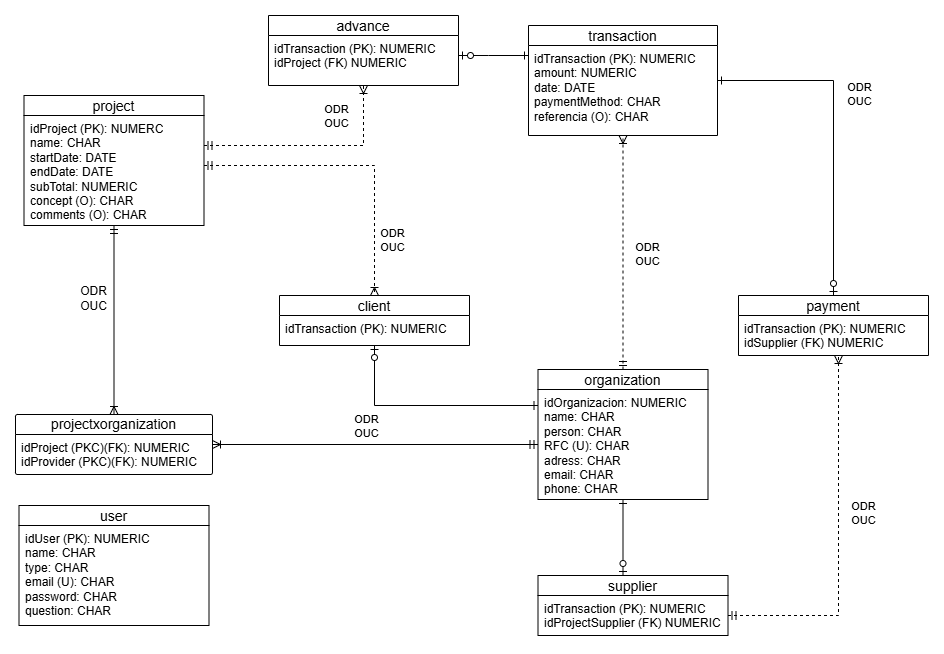 advance
idTransaction (PK): NUMERIC
idProject (FK) NUMERIC
transaction
idTransaction (PK): NUMERIC
amount: NUMERIC
date: DATE
paymentMethod: CHAR
referencia (O): CHAR
ODR
OUC
project
idProject (PK): NUMERC
name: CHAR
startDate: DATE
endDate: DATE
subTotal: NUMERIC
concept (O): CHAR
comments (O): CHAR
ODR
OUC
ODR
OUC
ODR
OUC
ODR
OUC
client
idTransaction (PK): NUMERIC
payment
idTransaction (PK): NUMERIC
idSupplier (FK) NUMERIC
organization
idOrganizacion: NUMERIC
name: CHAR
person: CHAR
RFC (U): CHAR
adress: CHAR
email: CHAR
phone: CHAR
projectxorganization
idProject (PKC)(FK): NUMERIC
idProvider (PKC)(FK): NUMERIC
ODR
OUC
user
idUser (PK): NUMERIC
name: CHAR
type: CHAR
email (U): CHAR
password: CHAR
question: CHAR
ODR
OUC
supplier
idTransaction (PK): NUMERIC
idProjectSupplier (FK) NUMERIC